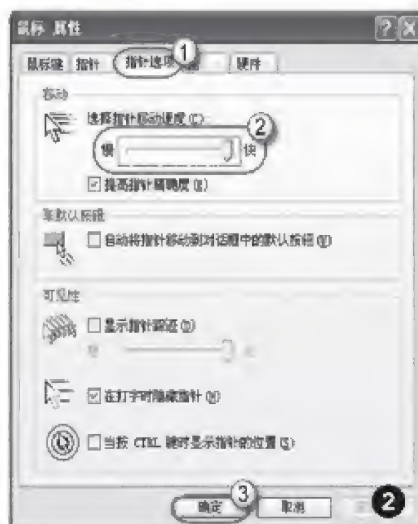 鼠标 属性
鼠标键 指针 指针选项 硬件
①
移动
选择指针移动速度(C)
②
慢 快
提高指针精确度(E)
取默认按钮
自动将指针移动到对话框中的默认按钮(U)
可见性
显示指针踪迹(D)
在打字时隐藏指针(H)
当按 CTRL 键时显示指针的位置(S)
③
确定 取消
2